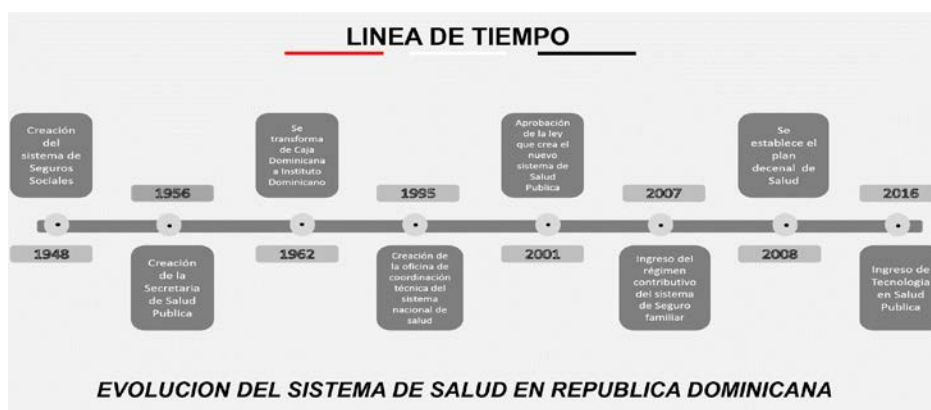 LINEA DE TIEMPO
Creación
del
sistema de
Seguros
Sociales
1948
1956
Creación
de la
Secretaria
de Salud
Publica
Se
transforma
de Caja
Dominicana
a Instituto
Dominicano
1962
1995
Creación de
la oficina de
coordinación
técnica del
sistema
nacional de
salud
Aprobación
de la ley
que crea el
nuevo
sistema de
Salud
Publica
2001
2007
Ingreso del
régimen
contributivo
del sistema
de Seguro
familiar
Se
establece el
plan
decenal de
Salud
2008
2016
Ingreso de
Tecnología
en Salud
Publica
EVOLUCION DEL SISTEMA DE SALUD EN REPUBLICA DOMINICANA